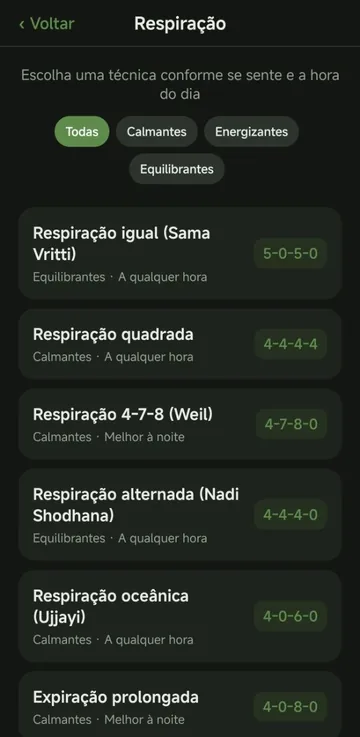 ‹ Voltar
Respiração
Escolha uma técnica conforme se sente e a hora
do dia
Todas
Calmantes
Energizantes
Equilibrantes
Respiração igual (Sama
Vritti)
5-0-5-0
Equilibrantes · A qualquer hora
Respiração quadrada
4-4-4-4
Calmantes · A qualquer hora
Respiração 4-7-8 (Weil)
4-7-8-0
Calmantes · Melhor à noite
Respiração alternada (Nadi
Shodhana)
4-4-4-0
Equilibrantes · A qualquer hora
Respiração oceânica
(Ujjayi)
4-0-6-0
Calmantes · A qualquer hora
Expiração prolongada
4-0-8-0
Calmantes · Melhor à noite